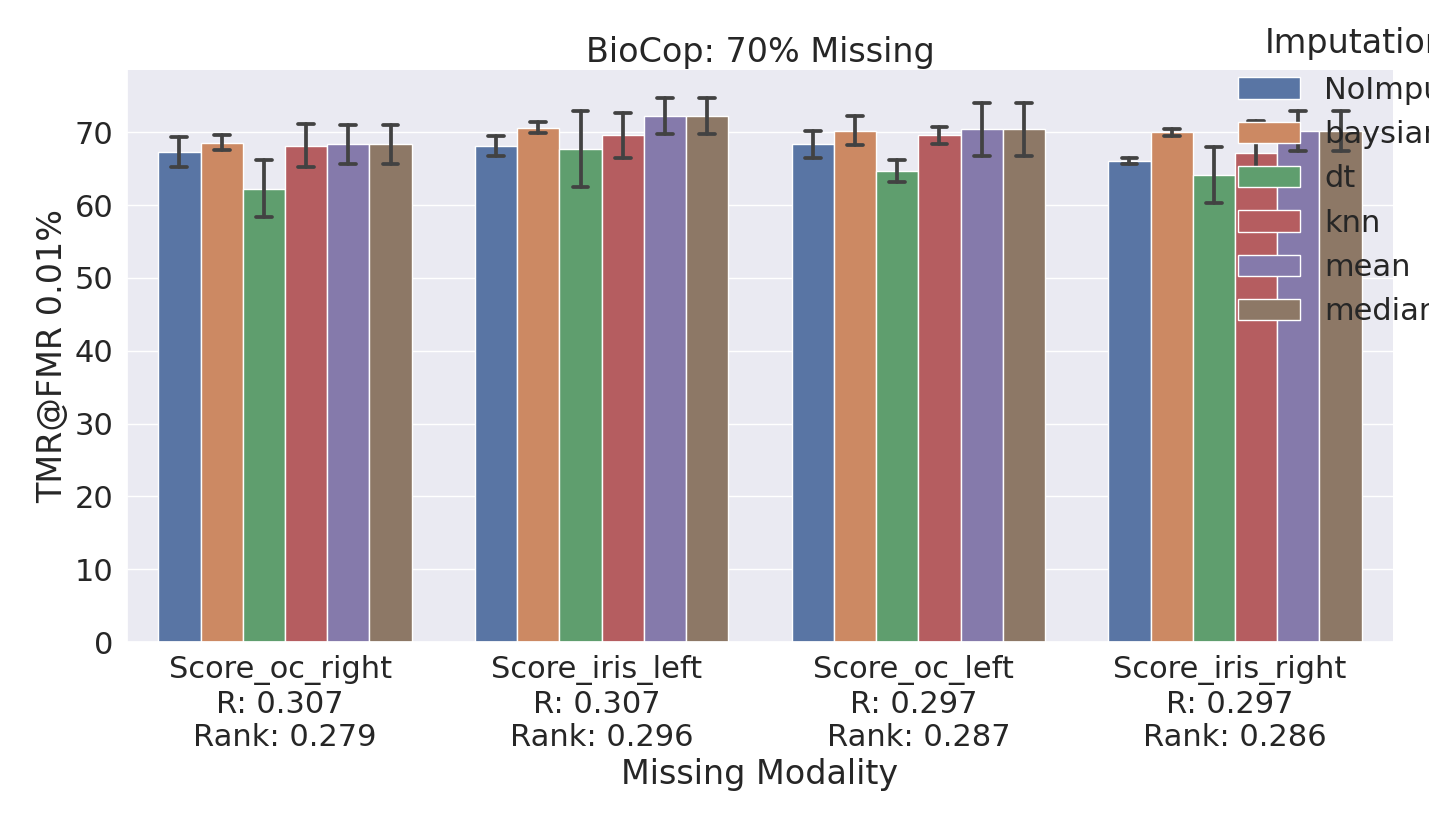 BioCop: 70% Missing
Imputation
NoImpu
baysian
dt
knn
mean
median
TMR@FMR 0.01%
70
60
50
40
30
20
10
0
Score_oc_right
R: 0.307
Rank: 0.279
Score_iris_left
R: 0.307
Rank: 0.296
Score_oc_left
R: 0.297
Rank: 0.287
Score_iris_right
R: 0.297
Rank: 0.286
Missing Modality